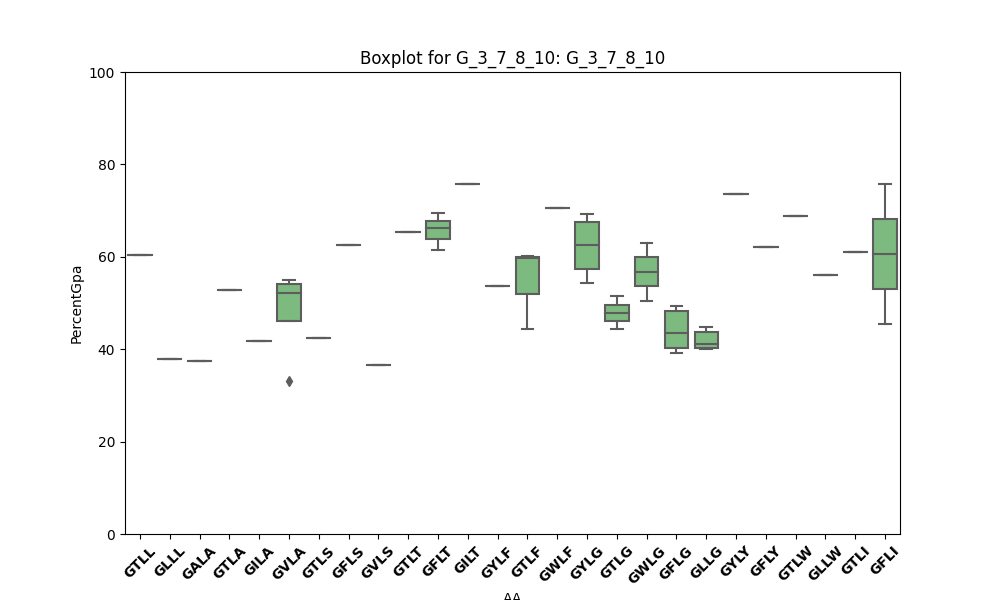 Boxplot for G_3_7_8_10: G_3_7_8_10
100
80
60
40
20
0
PercentGpa
GTLL GLLL GALA GTLA GILA GVLA GTLS GFLS GVLS GTLT GFLT GILT GYLF GTLF GWLF GYLG GTLG GWLG GFLG GLLG GYLY GFLY GTLW GLLW GTLI GFLI
AA